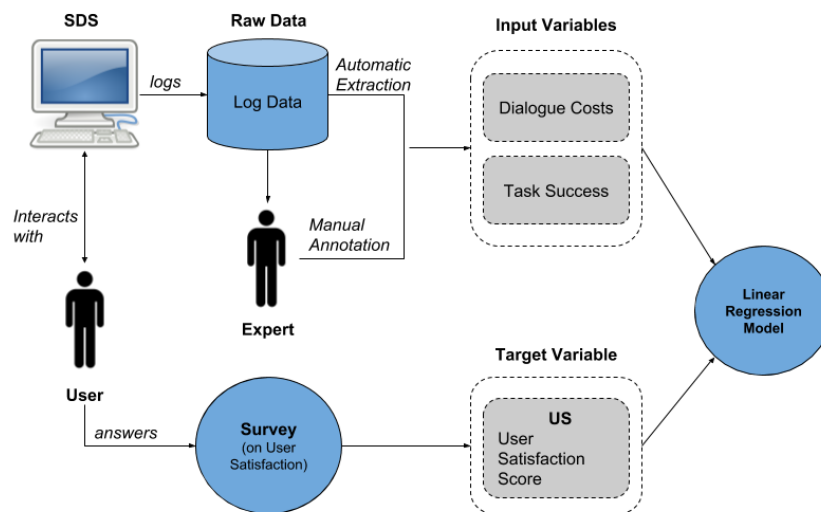 SDS
Raw Data
Input Variables
logs
Log Data
Automatic
Extraction
Dialogue Costs
Task Success
Interacts
with
Manual
Annotation
Expert
User
Linear
Regression
Model
Target Variable
answers
Survey
(on User
Satisfaction)
US
User
Satisfaction
Score